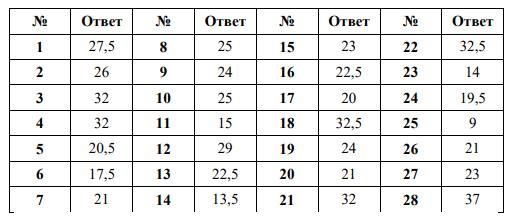 № Ответ № Ответ № Ответ № Ответ
1 27,5 8 25 15 23 22 32,5
2 26 9 24 16 22,5 23 14
3 32 10 25 17 20 24 19,5
4 32 11 15 18 32,5 25 9
5 20,5 12 29 19 24 26 21
6 17,5 13 22,5 20 21 27 23
7 21 14 13,5 21 32 28 37